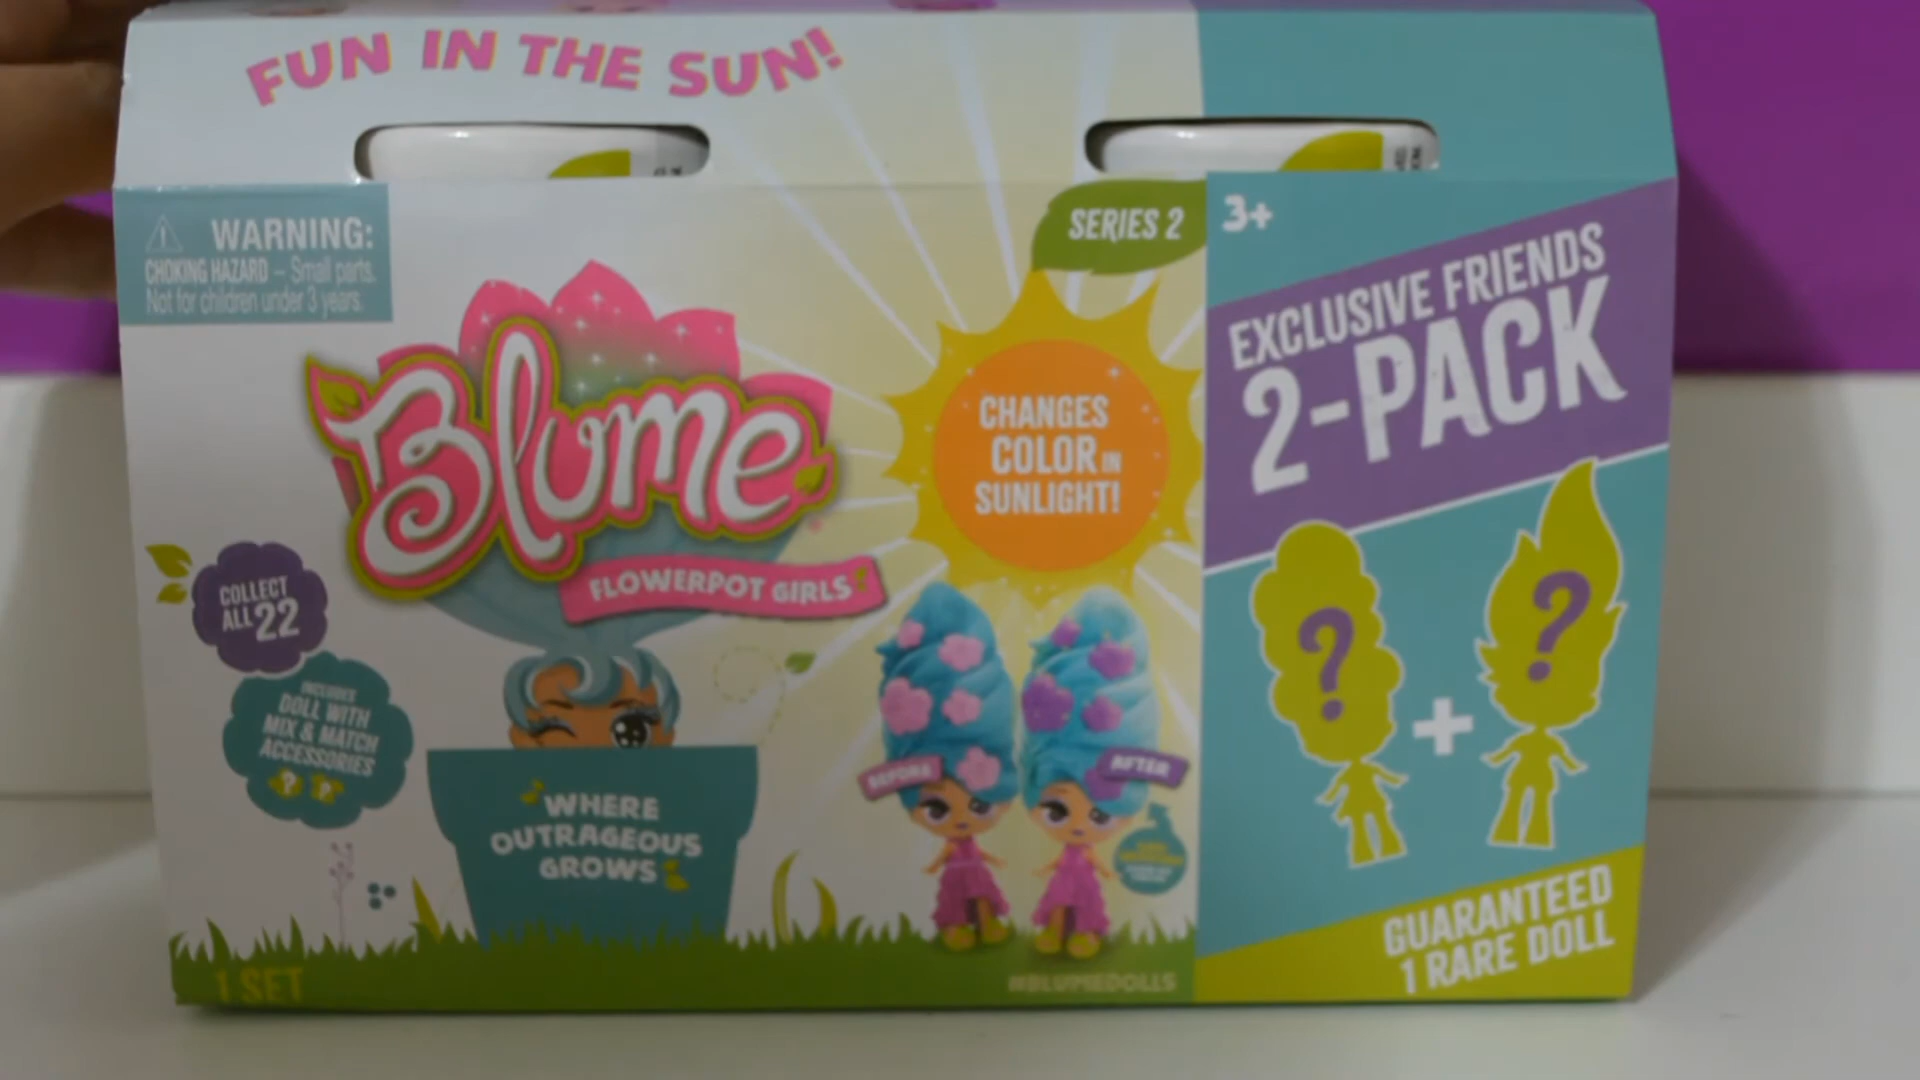 FUN IN THE SUN!
WARNING:
CHOKING HAZARD – Small parts.
Not for children under 3 years.
Blume
FLOWERPOT GIRLS
SERIES 2
CHANGES
COLOR IN
SUNLIGHT!
COLLECT
ALL 22
INCLUDES
DOLL WITH
MIX & MATCH
ACCESSORIES
? ?
WHERE
OUTRAGEOUS
GROWS
BEFORE
AFTER
1 SET
#BLUMEDOLLS
3+
EXCLUSIVE FRIENDS
2-PACK
? + ?
GUARANTEED
1 RARE DOLL